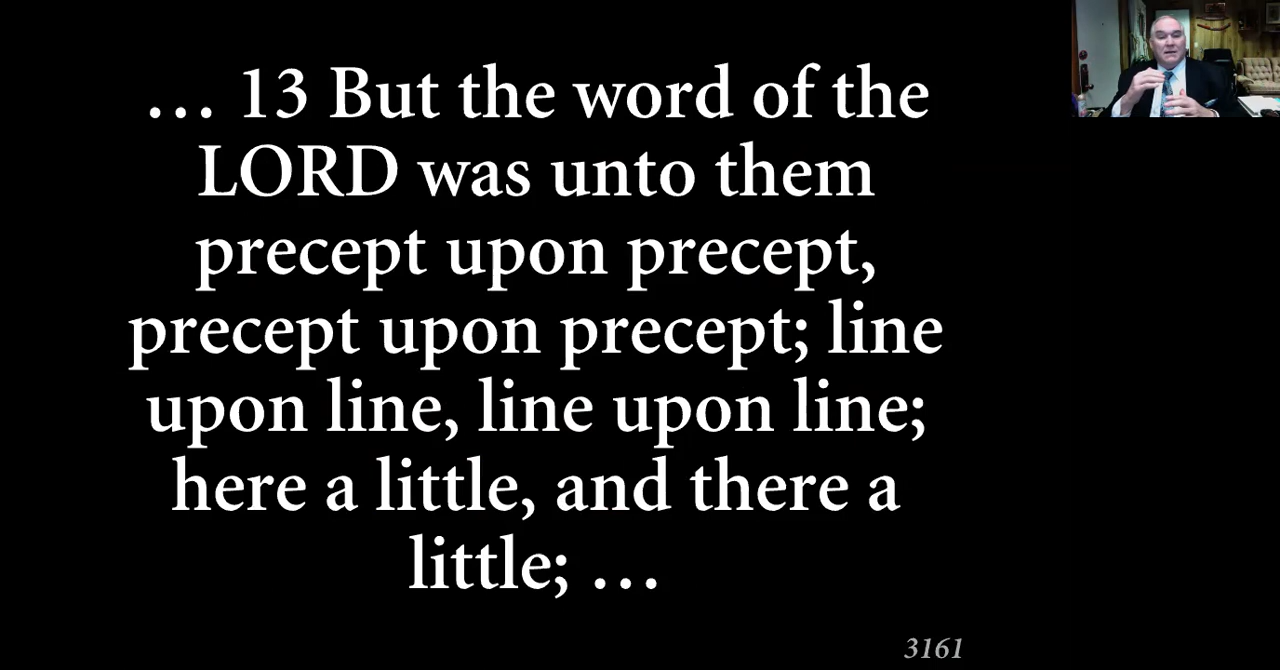 … 13 But the word of the
LORD was unto them
precept upon precept,
precept upon precept; line
upon line, line upon line;
here a little, and there a
little; …
3161